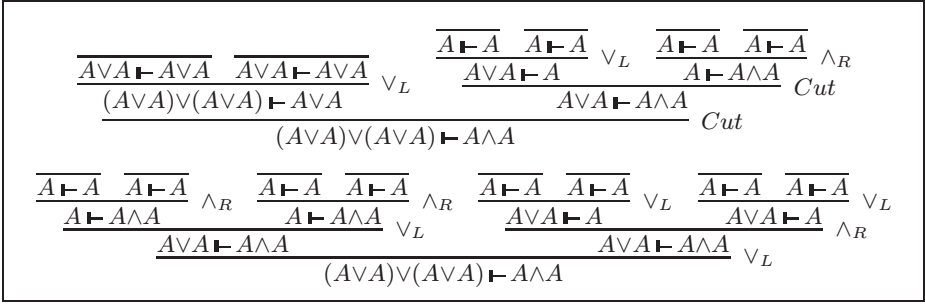 A ⊢ A A ⊢ A ∨L A ⊢ A A ⊢ A ∧R
A∨A ⊢ A∨A A∨A ⊢ A∨A ∨L A∨A ⊢ A A ⊢ A∧A Cut
(A∨A)∨(A∨A) ⊢ A∨A A∨A ⊢ A∧A Cut
(A∨A)∨(A∨A) ⊢ A∧A
A ⊢ A A ⊢ A ∧R A ⊢ A A ⊢ A ∧R A ⊢ A A ⊢ A ∨L A ⊢ A A ⊢ A ∨L
A ⊢ A∧A A ⊢ A∧A ∨L A∨A ⊢ A A∨A ⊢ A ∧R
A∨A ⊢ A∧A A∨A ⊢ A∧A ∨L
(A∨A)∨(A∨A) ⊢ A∧A